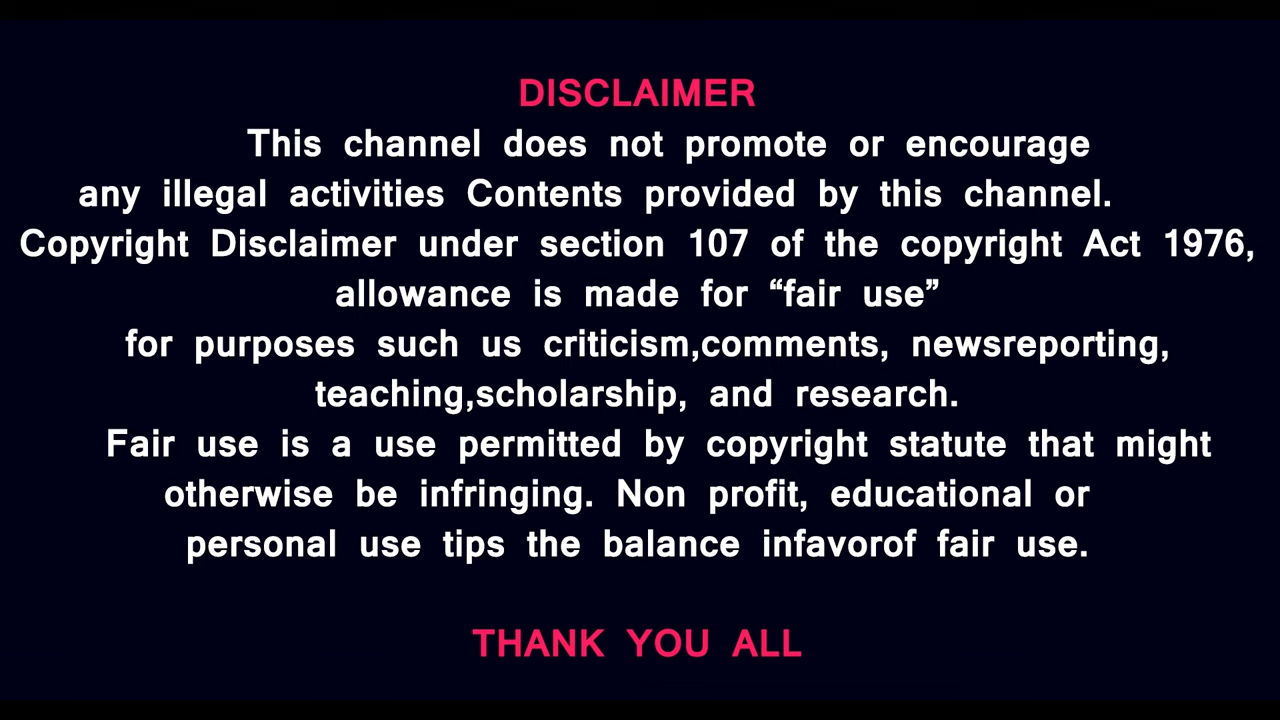 DISCLAIMER
This channel does not promote or encourage
any illegal activities Contents provided by this channel.
Copyright Disclaimer under section 107 of the copyright Act 1976,
allowance is made for “fair use”
for purposes such us criticism,comments, newsreporting,
teaching,scholarship, and research.
Fair use is a use permitted by copyright statute that might
otherwise be infringing. Non profit, educational or
personal use tips the balance infavorof fair use.
THANK YOU ALL